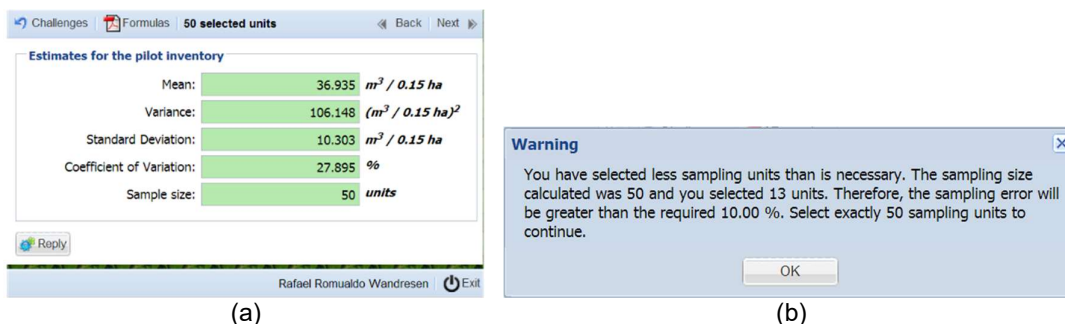 Challenges Formulas 50 selected units Back Next
Estimates for the pilot inventory
Mean: 36.935 m³ / 0.15 ha
Variance: 106.148 (m³ / 0.15 ha)²
Standard Deviation: 10.303 m³ / 0.15 ha
Coefficient of Variation: 27.895 %
Sample size: 50 units
Reply
Rafael Romualdo Wandresen Exit
(a)
Warning
You have selected less sampling units than is necessary. The sampling size
calculated was 50 and you selected 13 units. Therefore, the sampling error will
be greater than the required 10.00 %. Select exactly 50 sampling units to
continue.
OK
(b)